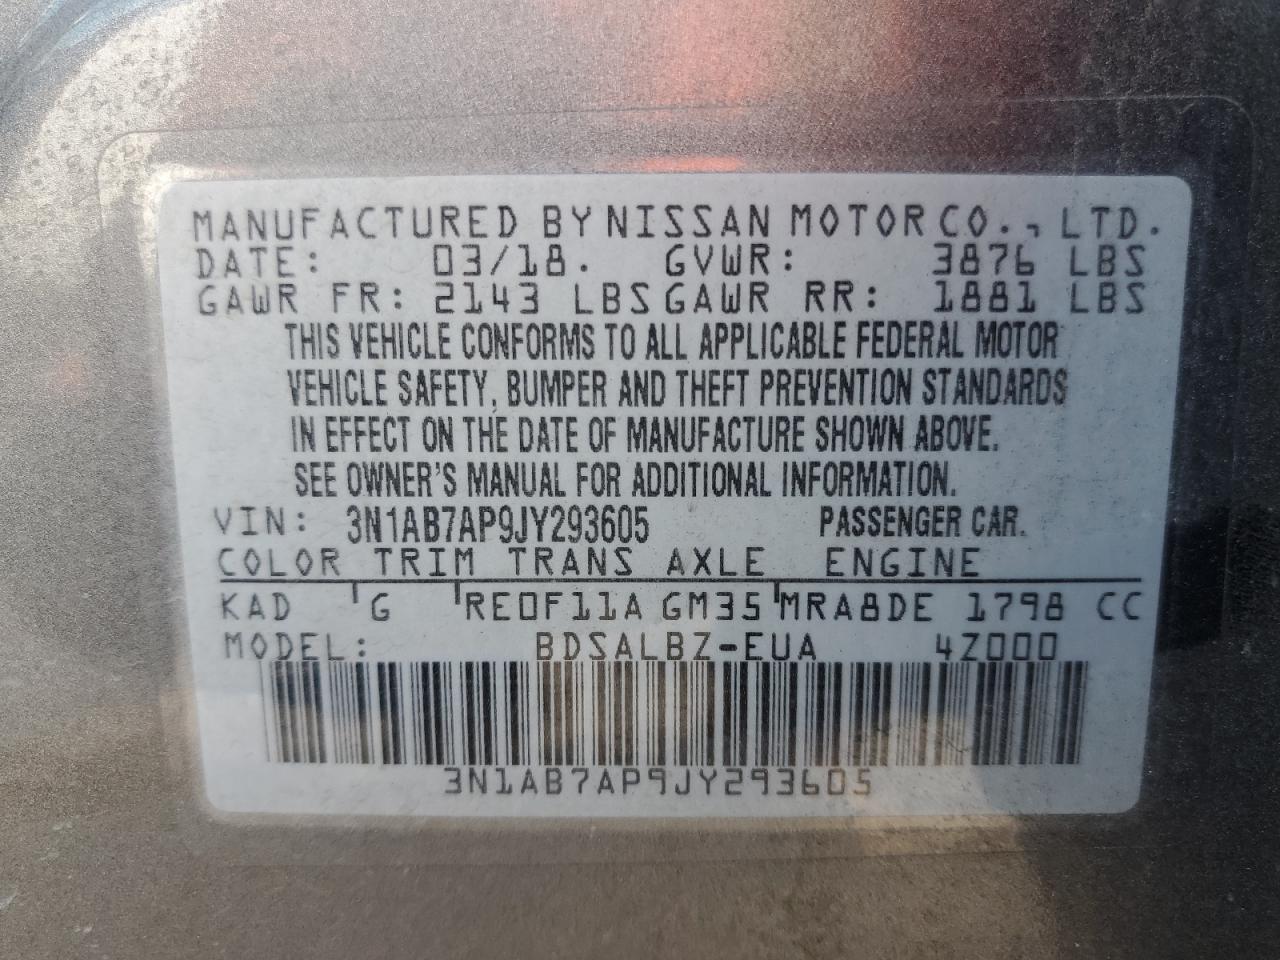 MANUFACTURED BY NISSAN MOTOR CO., LTD.
DATE: 03/18. GVWR: 3876 LBS
GAWR FR: 2143 LBS GAWR RR: 1881 LBS
THIS VEHICLE CONFORMS TO ALL APPLICABLE FEDERAL MOTOR
VEHICLE SAFETY, BUMPER AND THEFT PREVENTION STANDARDS
IN EFFECT ON THE DATE OF MANUFACTURE SHOWN ABOVE.
SEE OWNER'S MANUAL FOR ADDITIONAL INFORMATION.
VIN: 3N1AB7AP9JY293605 PASSENGER CAR.
COLOR TRIM TRANS AXLE ENGINE
KAD G RE0F11A GM35 MRA8DE 1798 CC
MODEL: BDSALBZ-EUA 4Z000
3N1AB7AP9JY293605